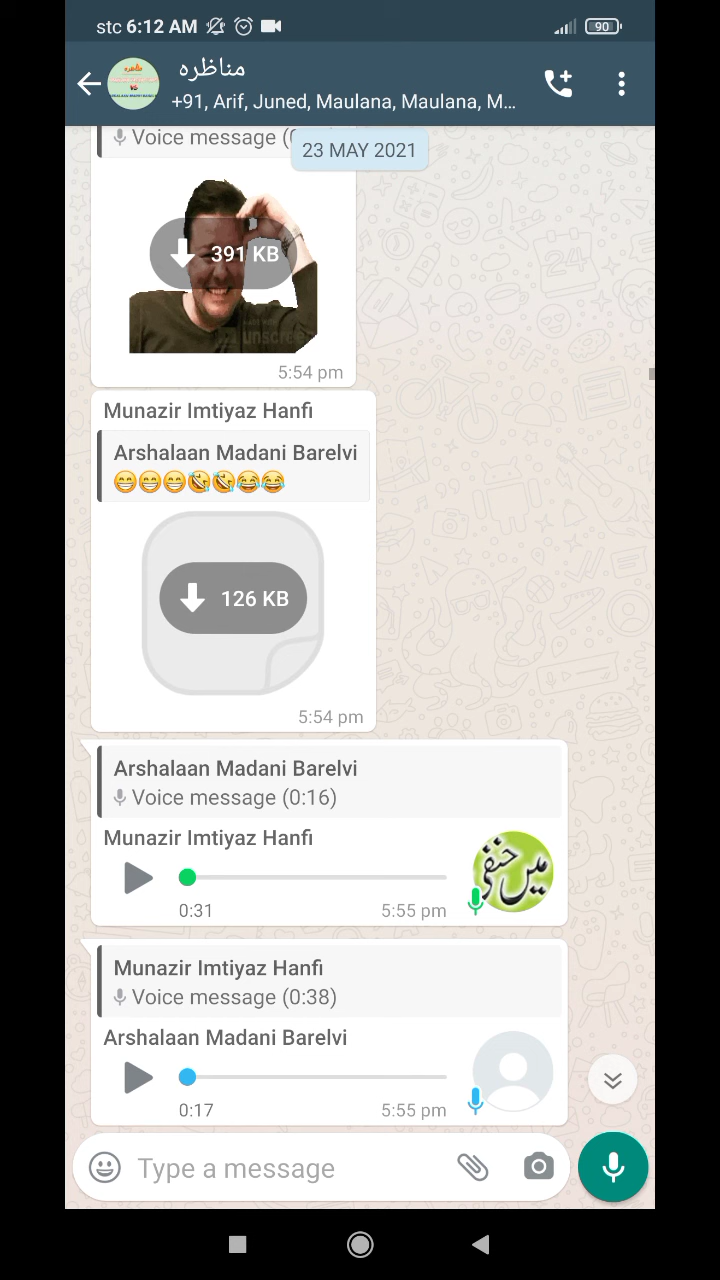 stc 6:12 AM
90
مناظره
+91, Arif, Juned, Maulana, Maulana, M...
Voice message (
23 MAY 2021
391 KB
unscre
5:54 pm
Munazir Imtiyaz Hanfi
Arshalaan Madani Barelvi
😁😁😁🤣🤣😂😂
126 KB
5:54 pm
Arshalaan Madani Barelvi
Voice message (0:16)
Munazir Imtiyaz Hanfi
میں حنفی
0:31 5:55 pm
Munazir Imtiyaz Hanfi
Voice message (0:38)
Arshalaan Madani Barelvi
0:17 5:55 pm
Type a message